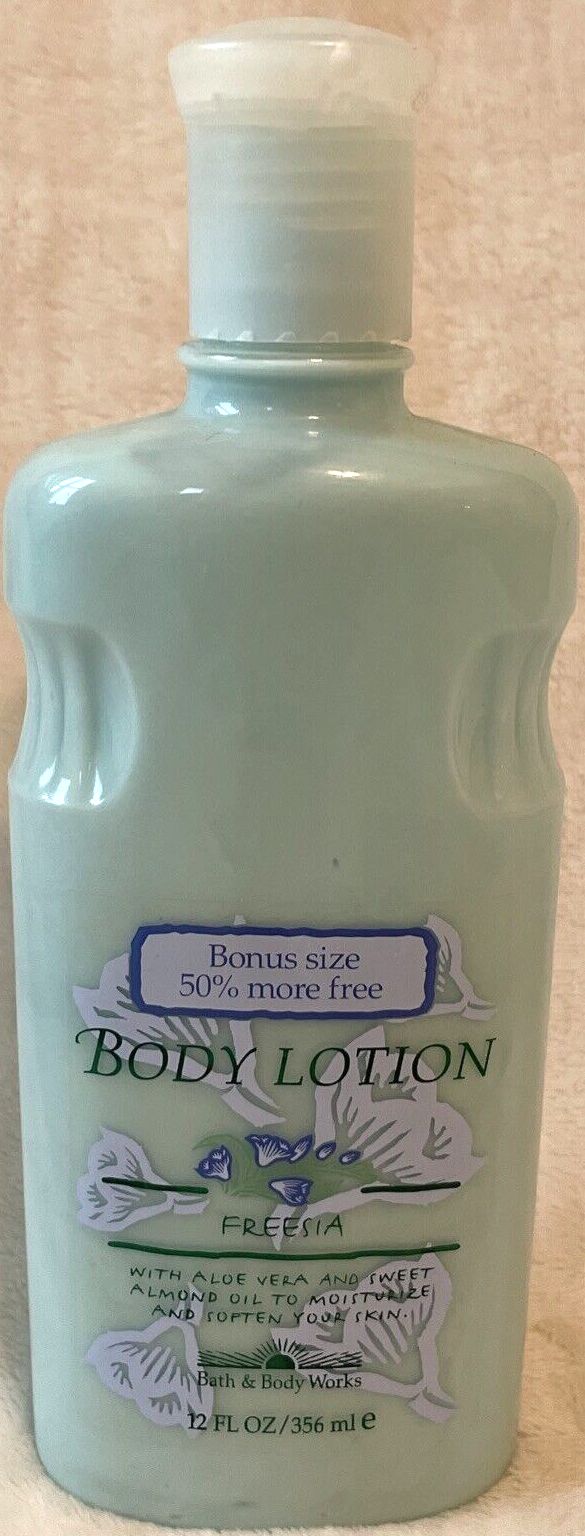 Bonus size
50% more free
BODY LOTION
FREESIA
WITH ALOE VERA AND SWEET
ALMOND OIL TO MOISTURIZE
AND SOFTEN YOUR SKIN.
Bath & Body Works
12 FL OZ/356 ml e